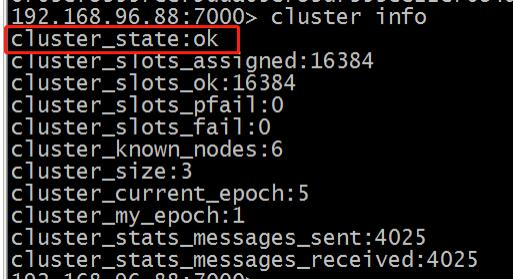 192.168.96.88:7000> cluster info
cluster_state:ok
cluster_slots_assigned:16384
cluster_slots_ok:16384
cluster_slots_pfail:0
cluster_slots_fail:0
cluster_known_nodes:6
cluster_size:3
cluster_current_epoch:5
cluster_my_epoch:1
cluster_stats_messages_sent:4025
cluster_stats_messages_received:4025
192.168.96.88:7000>